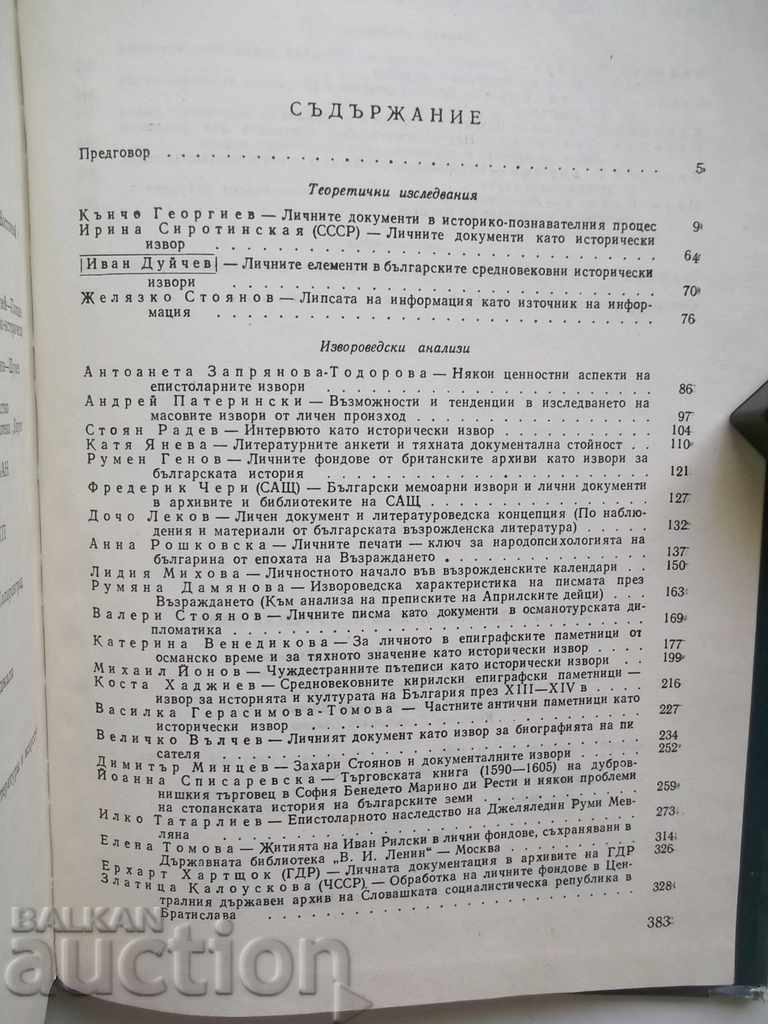 СЪДЪРЖАНИЕ
Предговор . . . . . . . . . . 5
Теоретични изследвания
Кънчо Георгиев — Личните документи в историко-познавателния процес 9
Ирина Сиротинская (СССР) — Личните документи като исторически
извор . . . . . . . . . . 64
Иван Дуйчев — Личните елементи в българските средновековни исторически
извори . . . . . . . . . . 70
Желязко Стоянов — Липсата на информация като източник на инфор-
мация . . . . . . . . . . 76
Извороведски анализи
Антоанета Запрянова-Тодорова — Някои ценностни аспекти на
епистоларните извори . . . . . . . . . . 86
Андрей Патерински — Възможности и тенденции в изследването на
масовите извори от личен произход . . . . . . . . . . 97
Стоян Радев — Интервюто като исторически извор . . . . . . 104
Катя Янева — Литературните анкети и тяхната документална стойност . . 110
Румен Генов — Личните фондове от британските архиви като извори за
българската история . . . . . . . . . . 121
Фредерик Чери (САЩ) — Български мемоарни извори и лични документи
в архивите и библиотеките на САЩ . . . . . . . . . . 127
Дочо Леков — Личен документ и литературоведска концепция (По наблю-
дения и материали от българската възрожденска литература) . . . . . 132
Анна Рошковска — Личните печати — ключ за народопсихологията на
българина от епохата на Възраждането . . . . . . . . . . 137
Лидия Михова — Личностното начало във възрожденските календари . . 150
Румяна Дамянова — Извороведска характеристика на писмата през
Възраждането (Към анализа на преписките на Априлските дейци) . . . 163
Валери Стоянов — Личните писма като документи в османотурската ди-
пломатика . . . . . . . . . . 169
Катерина Венедикова — За личното в епиграфските паметници от
османско време и за тяхното значение като исторически извор . . . . 177
Михаил Йонов — Чуждестранните пътеписи като исторически извори . . 199
Коста Хаджиев — Средновековните кирилски епиграфски паметници —
извор за историята и културата на България през XIII—XIV в . . . . 216
Василка Герасимова-Томова — Частните антични паметници като
исторически извор . . . . . . . . . . 227
Величко Вълчев — Личният документ като извор за биографията на пи
сателя . . . . . . . . . . 234
Димитър Минцев — Захари Стоянов и документалните извори . . . . 252
Йоанна Списаревска — Търговската книга (1590—1605) на дубров-
нишкия търговец в София Бенедето Марино ди Рести и някои проблеми
на стопанската история на българските земи . . . . . . . . . . 259
Илко Татарлиев — Епистоларното наследство на Джеляледин Руми Мев-
ляна . . . . . . . . . . 273
Елена Томова — Житията на Иван Рилски в лични фондове, съхранявани в
Държавната библиотека „В. И. Ленин“ — Москва . . . . . . . . 314
Ерхарт Хартщок (ГДР) — Личната документация в архивите на ГДР 326
Златица Калоускова (ЧССР) — Обработка на личните фондове в Цен-
тралния държавен архив на Словашката социалистическа република в
Братислава . . . . . . . . . . 328
383
BALKAN
auction